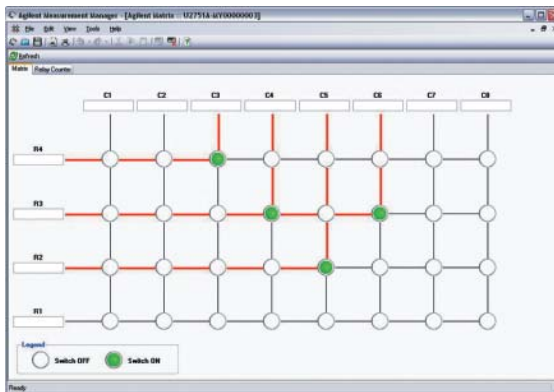 Agilent Measurement Manager - [Agilent Matrix :: U2751A-MY00000003]
File Edit View Tools Help
Refresh
Matrix Relay Counter
C1 C2 C3 C4 C5 C6 C7 C8
R4
R3
R2
R1
Legend
Switch OFF Switch ON
Ready